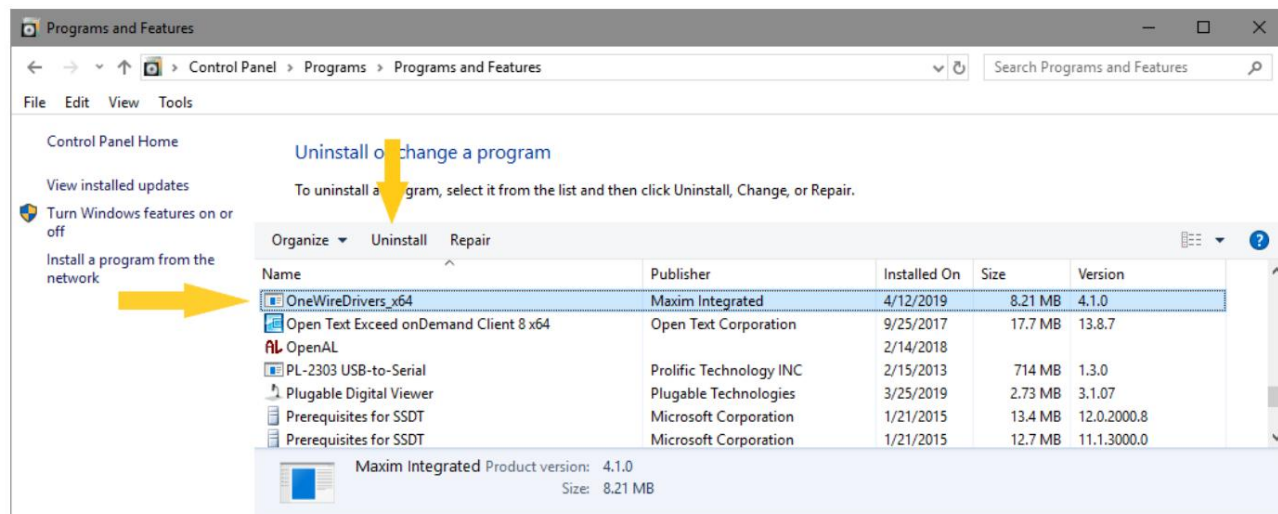 Programs and Features
Control Panel > Programs > Programs and Features
Search Programs and Features
File Edit View Tools
Control Panel Home
View installed updates
Turn Windows features on or
off
Install a program from the
network
Uninstall or change a program
To uninstall a program, select it from the list and then click Uninstall, Change, or Repair.
Organize Uninstall Repair
Name Publisher Installed On Size Version
OneWireDrivers_x64 Maxim Integrated 4/12/2019 8.21 MB 4.1.0
Open Text Exceed onDemand Client 8 x64 Open Text Corporation 9/25/2017 17.7 MB 13.8.7
AL OpenAL 2/14/2018
PL-2303 USB-to-Serial Prolific Technology INC 2/15/2013 714 MB 1.3.0
Plugable Digital Viewer Plugable Technologies 3/25/2019 2.73 MB 3.1.07
Prerequisites for SSDT Microsoft Corporation 1/21/2015 13.4 MB 12.0.2000.8
Prerequisites for SSDT Microsoft Corporation 1/21/2015 12.7 MB 11.1.3000.0
Maxim Integrated Product version: 4.1.0
Size: 8.21 MB